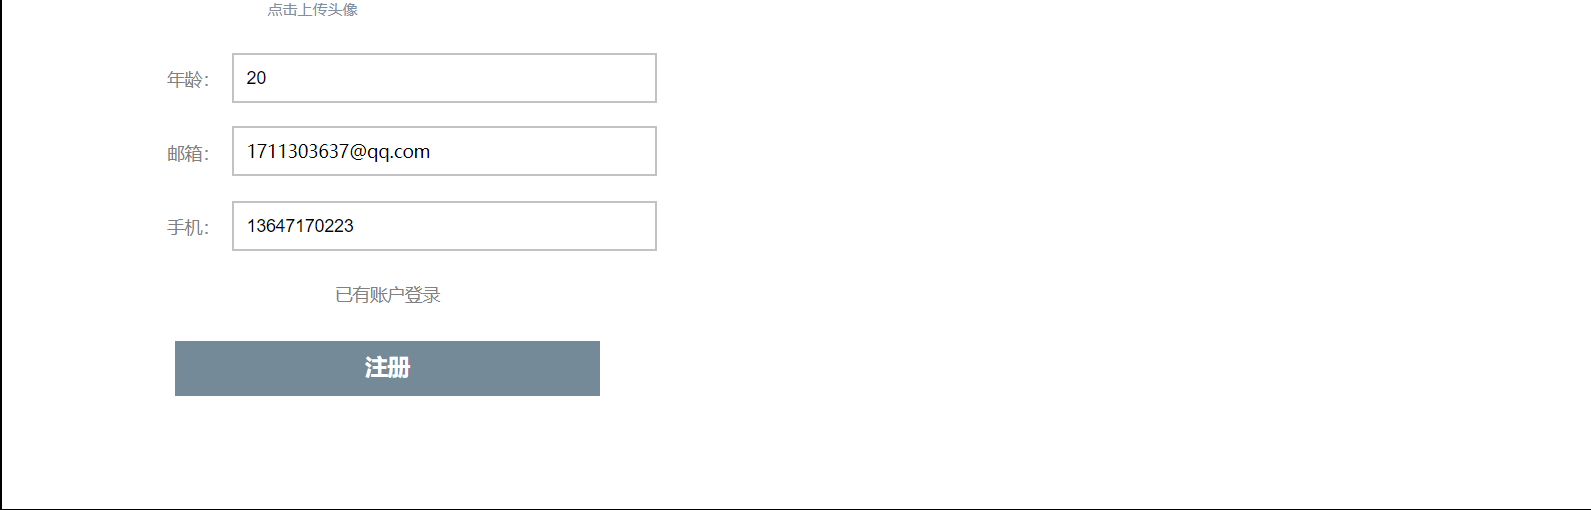 点击上传头像
年龄： 20
邮箱： 1711303637@qq.com
手机： 13647170223
已有账户登录
注册